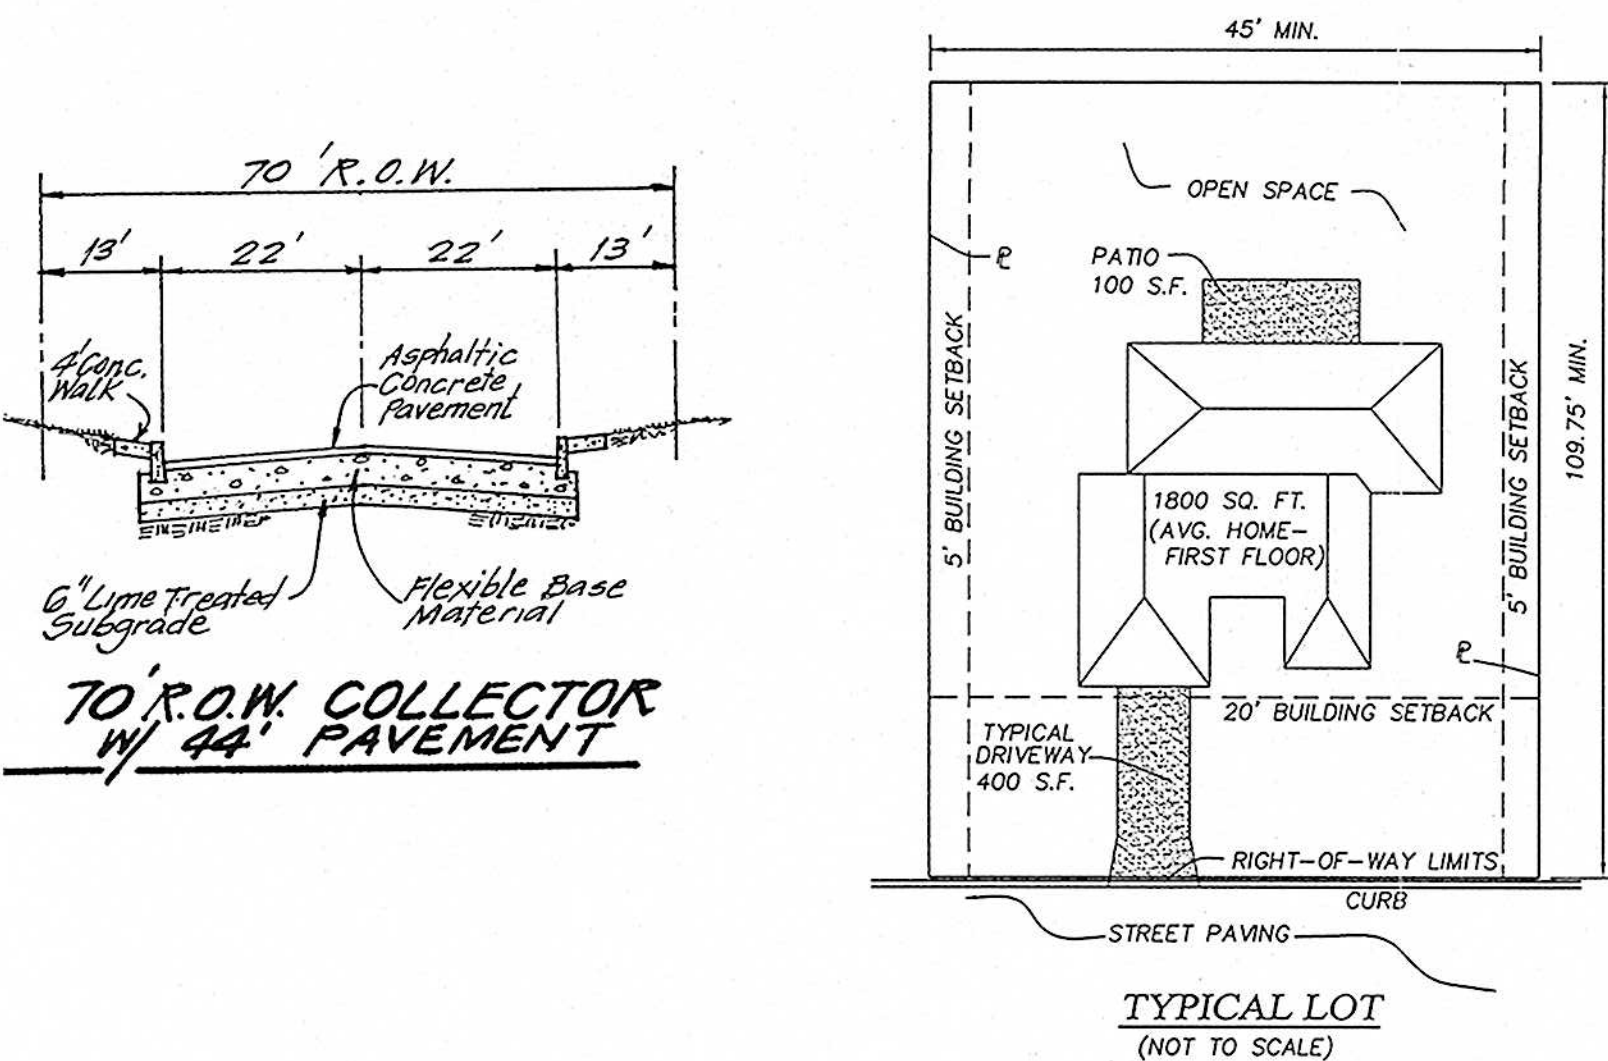 70' R.O.W.
13' 22' 22' 13'
4' Conc.
Walk
Asphaltic
Concrete
Pavement
6" Lime Treated
Subgrade
Flexible Base
Material
70' R.O.W. COLLECTOR
W/ 44' PAVEMENT
45' MIN.
OPEN SPACE
PL
PATIO
100 S.F.
5' BUILDING SETBACK
1800 SQ. FT.
(AVG. HOME-
FIRST FLOOR)
5' BUILDING SETBACK
109.75' MIN.
PL
20' BUILDING SETBACK
TYPICAL
DRIVEWAY
400 S.F.
RIGHT-OF-WAY LIMITS
CURB
STREET PAVING
TYPICAL LOT
(NOT TO SCALE)